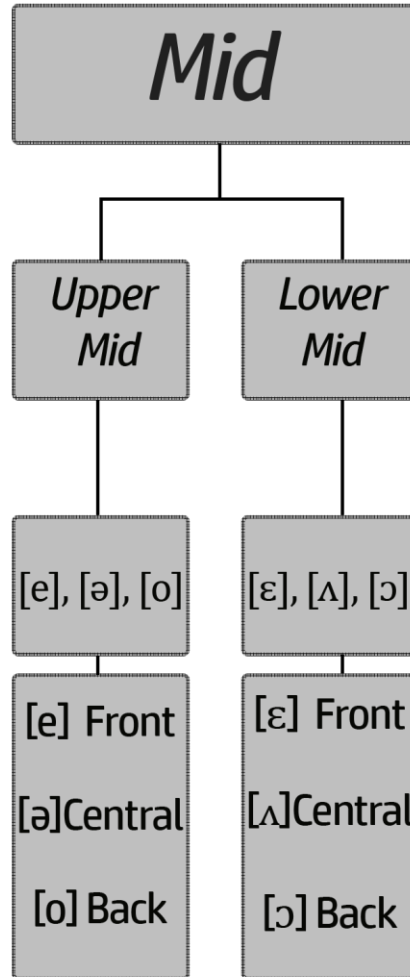 Mid
Upper
Mid
Lower
Mid
[e], [ə], [o]
[ɛ], [ʌ], [ɔ]
[e] Front
[ə]Central
[o] Back
[ɛ] Front
[ʌ]Central
[ɔ] Back